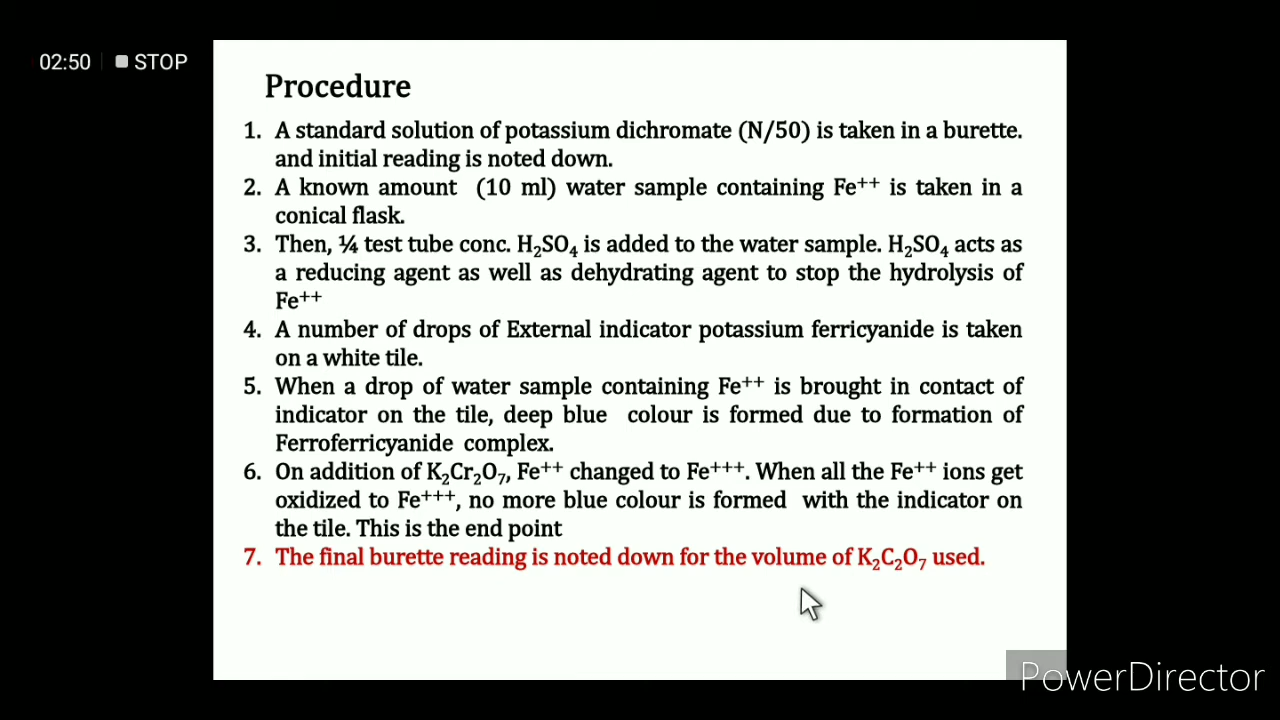 02:50 STOP
Procedure
1. A standard solution of potassium dichromate (N/50) is taken in a burette.
and initial reading is noted down.
2. A known amount (10 ml) water sample containing Fe⁺⁺ is taken in a
conical flask.
3. Then, ¼ test tube conc. H₂SO₄ is added to the water sample. H₂SO₄ acts as
a reducing agent as well as dehydrating agent to stop the hydrolysis of
Fe⁺⁺
4. A number of drops of External indicator potassium ferricyanide is taken
on a white tile.
5. When a drop of water sample containing Fe⁺⁺ is brought in contact of
indicator on the tile, deep blue colour is formed due to formation of
Ferroferricyanide complex.
6. On addition of K₂Cr₂O₇, Fe⁺⁺ changed to Fe⁺⁺⁺. When all the Fe⁺⁺ ions get
oxidized to Fe⁺⁺⁺, no more blue colour is formed with the indicator on
the tile. This is the end point
7. The final burette reading is noted down for the volume of K₂C₂O₇ used.
PowerDirector